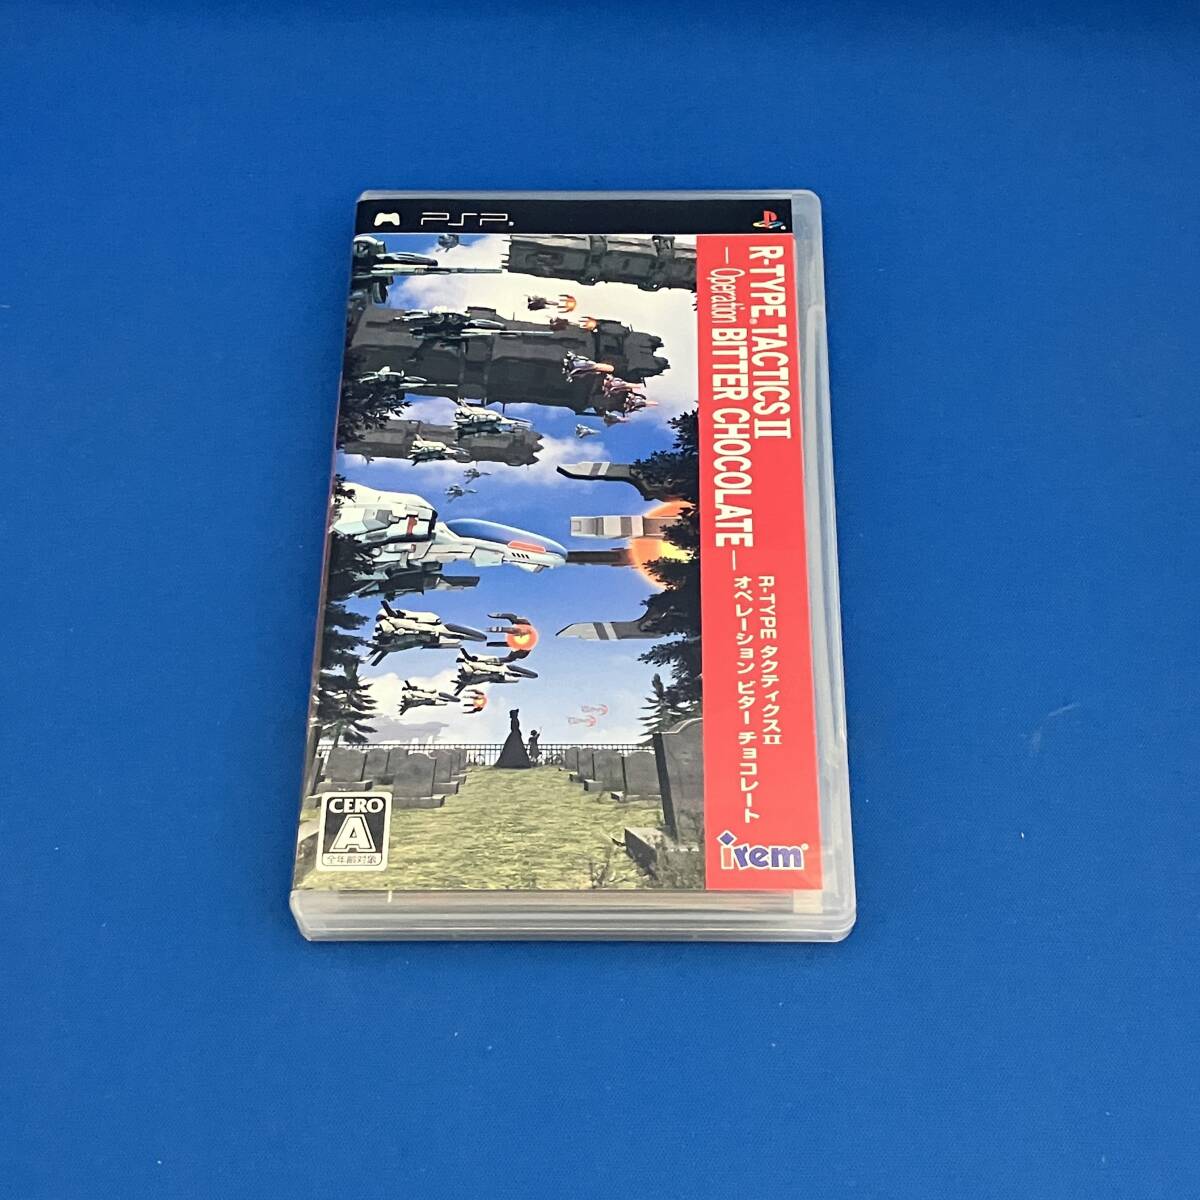 PSP
R-TYPE® TACTICS II
— Operation BITTER CHOCOLATE —
R-TYPE タクティクスII
オペレーション ビター チョコレート
irem®
CERO
A
全年齢対象